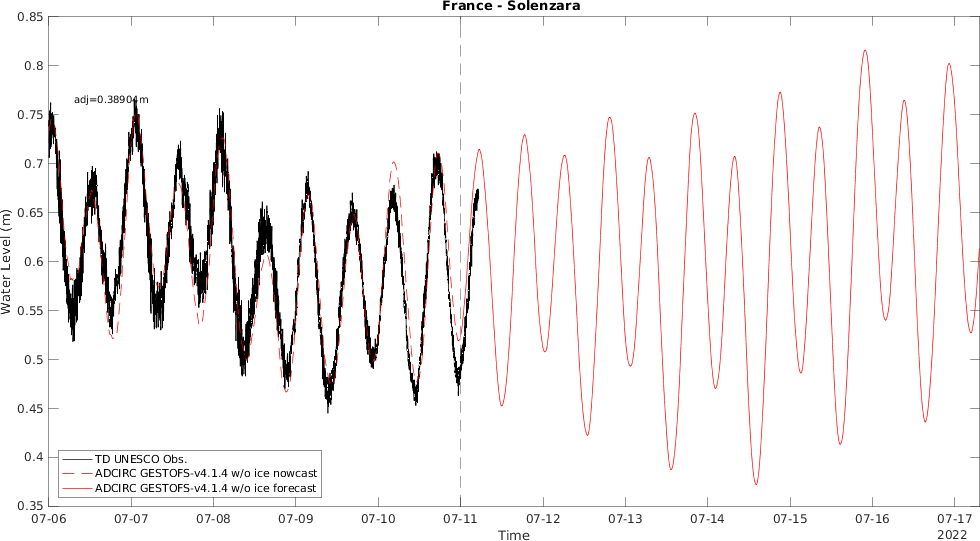 France - Solenzara
0.85
0.8
0.75
0.7
0.65
0.6
0.55
0.5
0.45
0.4
0.35
Water Level (m)
adj=0.38904m
TD UNESCO Obs.
ADCIRC GESTOFS-v4.1.4 w/o ice nowcast
ADCIRC GESTOFS-v4.1.4 w/o ice forecast
07-06 07-07 07-08 07-09 07-10 07-11 07-12 07-13 07-14 07-15 07-16 07-17
Time
2022